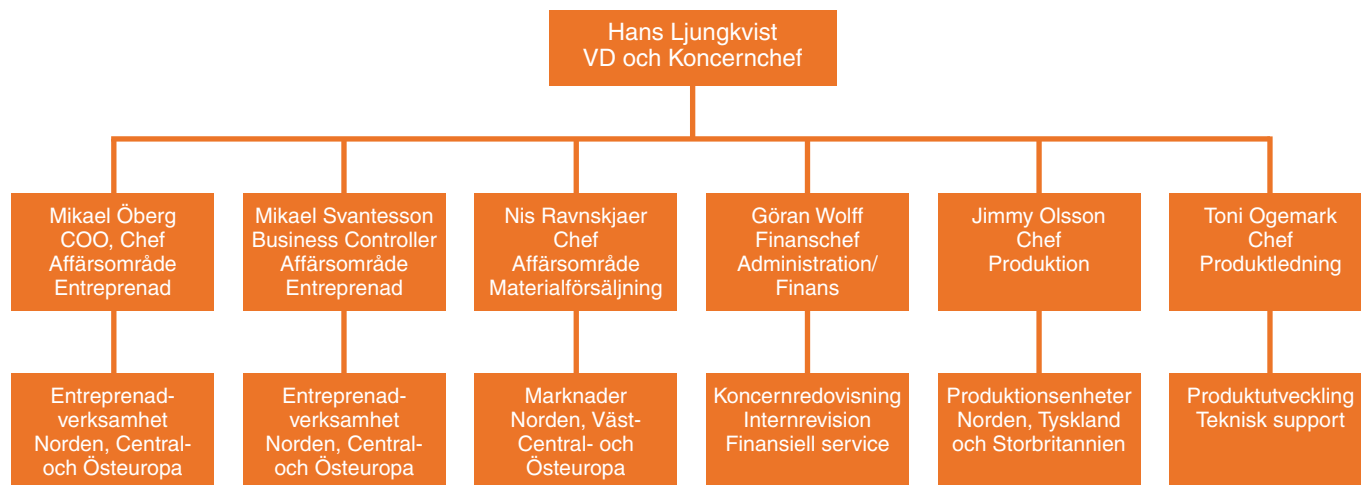 Hans Ljungkvist
VD och Koncernchef
Mikael Öberg
COO, Chef
Affärsområde
Entreprenad
Mikael Svantesson
Business Controller
Affärsområde
Entreprenad
Nis Ravnskjaer
Chef
Affärsområde
Materialförsäljning
Göran Wolff
Finanschef
Administration/
Finans
Jimmy Olsson
Chef
Produktion
Toni Ogemark
Chef
Produktledning
Entreprenad-
verksamhet
Norden, Central-
och Östeuropa
Entreprenad-
verksamhet
Norden, Central-
och Östeuropa
Marknader
Norden, Väst-
Central- och
Östeuropa
Koncernredovisning
Internrevision
Finansiell service
Produktionsenheter
Norden, Tyskland
och Storbritannien
Produktutveckling
Teknisk support